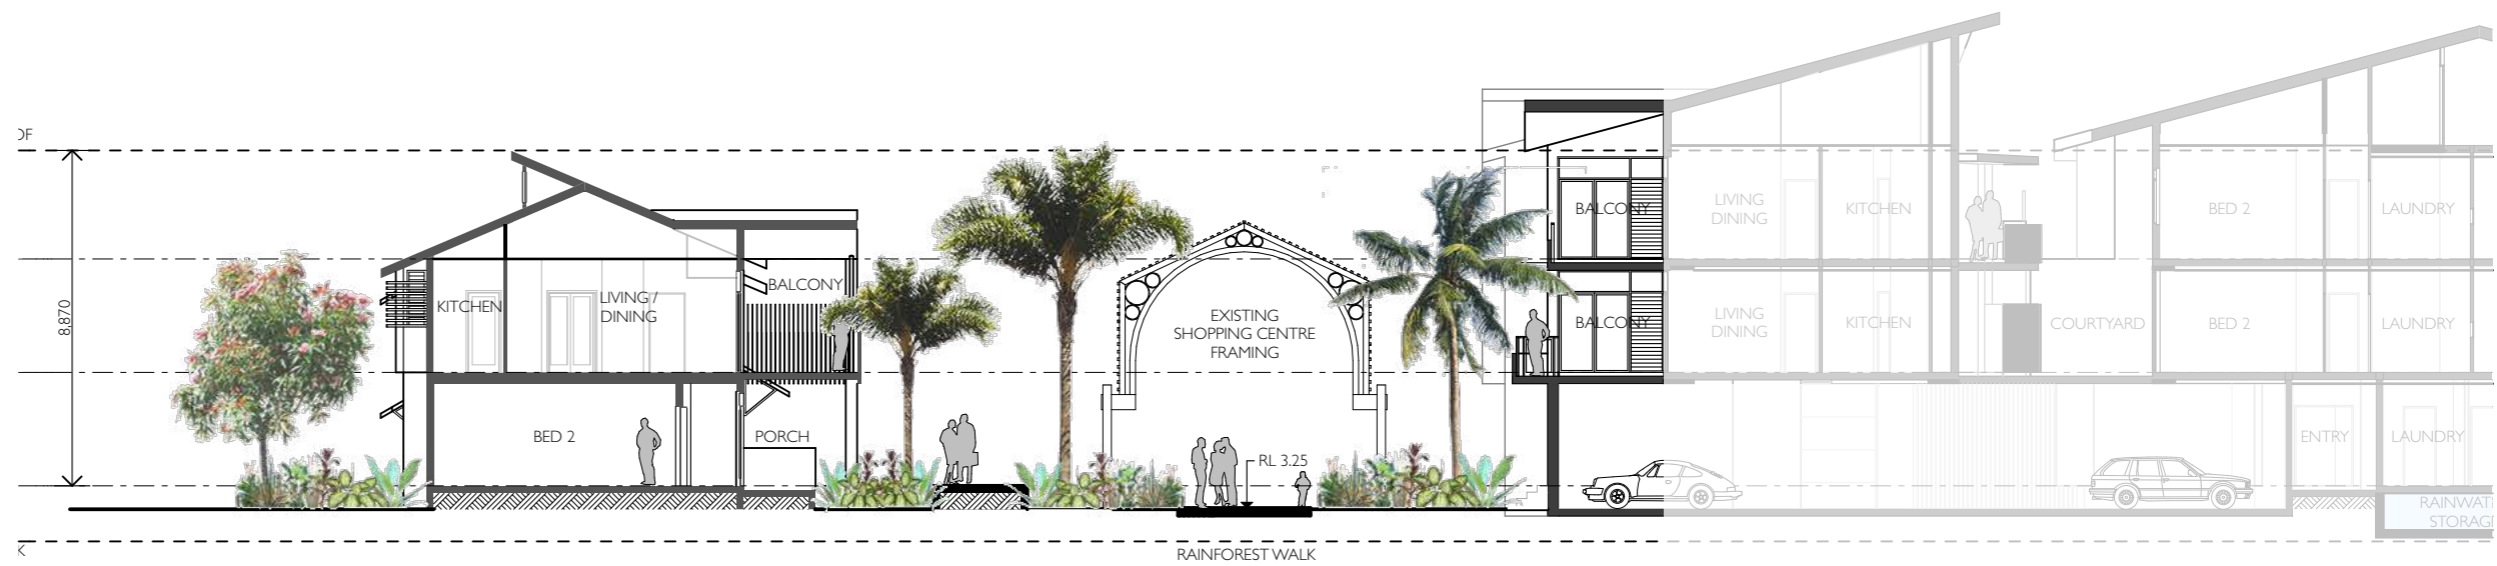 OF
8,870
KITCHEN
LIVING /
DINING
BALCONY
BED 2
PORCH
EXISTING
SHOPPING CENTRE
FRAMING
RL 3.25
BALCONY
BALCONY
LIVING
DINING
KITCHEN
BED 2
LAUNDRY
LIVING
DINING
KITCHEN
COURTYARD
BED 2
LAUNDRY
ENTRY
LAUNDRY
RAINWAT
STORAG
K
RAINFOREST WALK